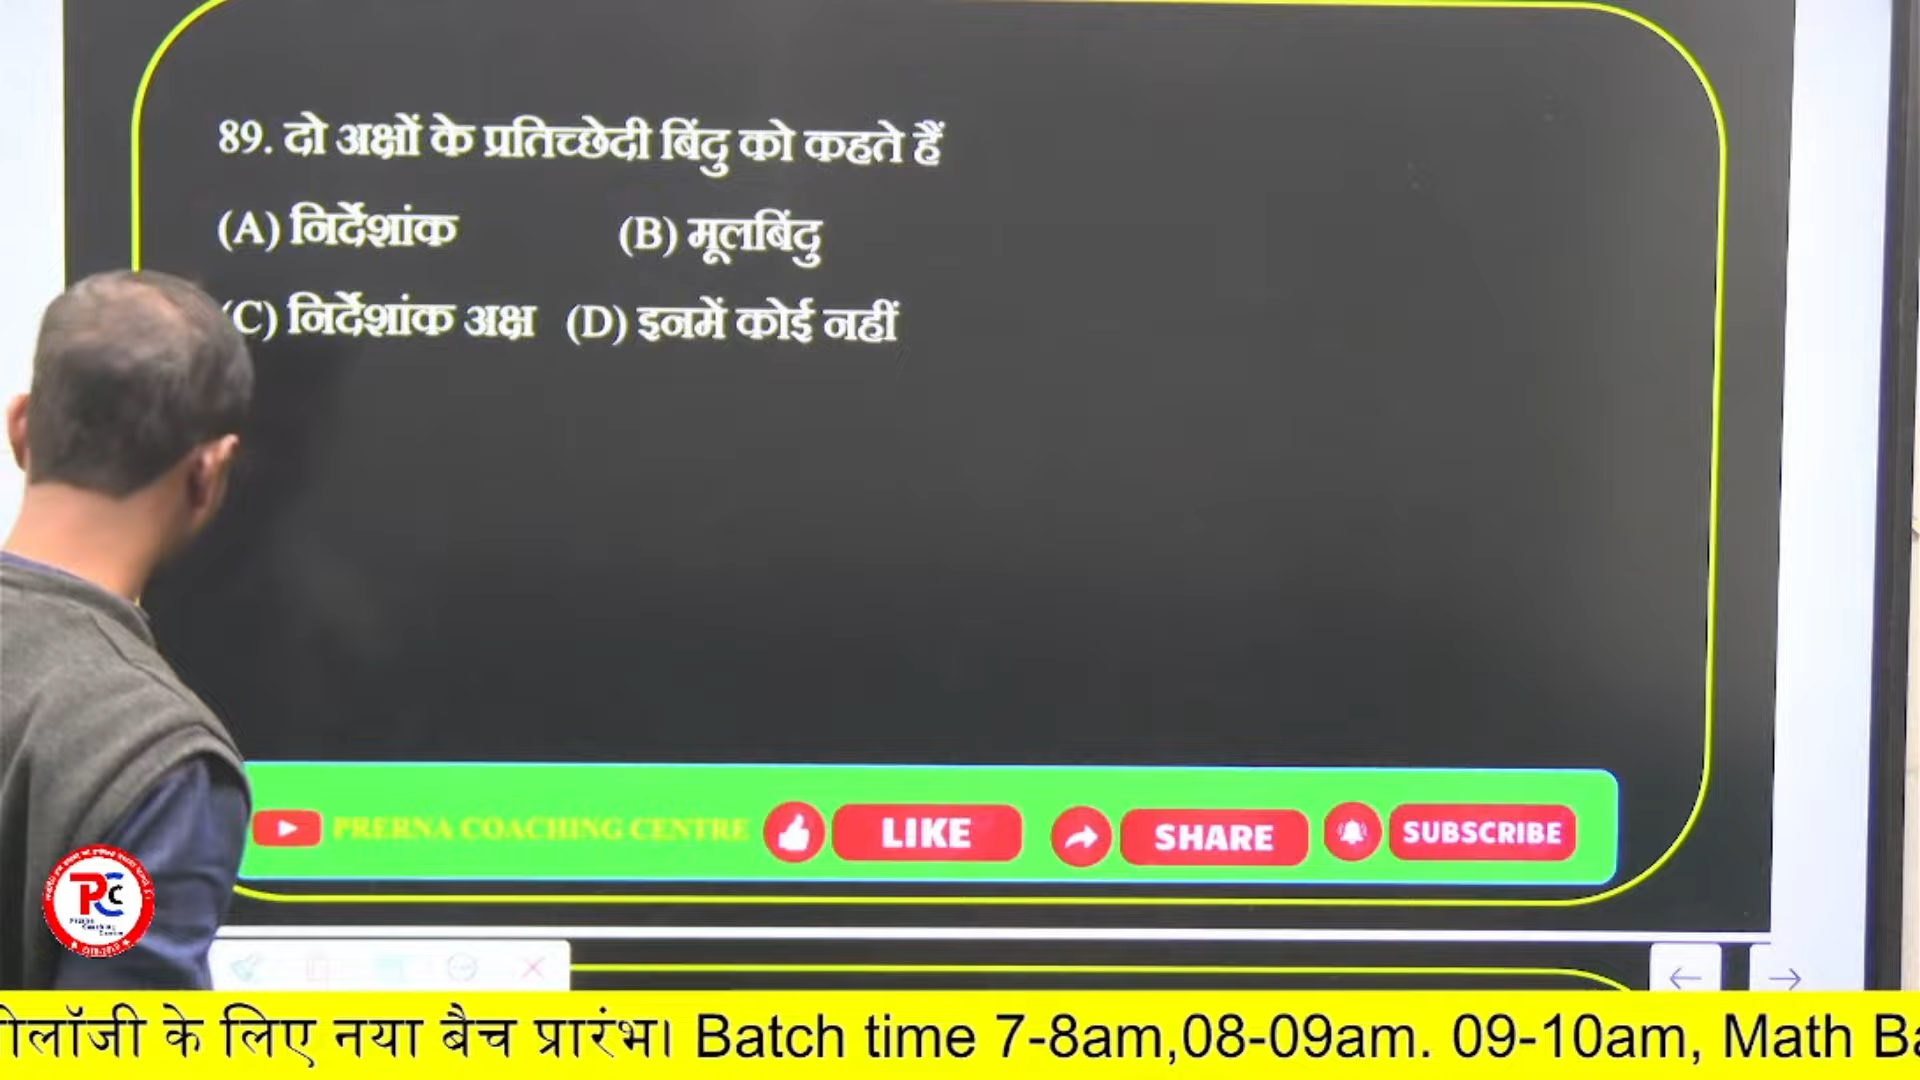 89. दो अक्षों के प्रतिच्छेदी बिंदु को कहते हैं
(A) निर्देशांक (B) मूलबिंदु
C) निर्देशांक अक्ष (D) इनमें कोई नहीं
PRERNA COACHING CENTRE LIKE SHARE SUBSCRIBE
PCC
के लिए नया बैच प्रारंभ। Batch time 7-8am,08-09am. 09-10am, Math